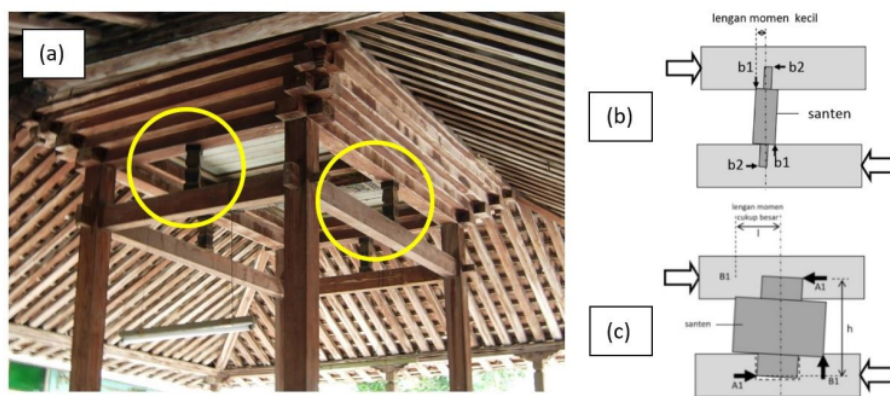 (a)
lengan momen kecil
b1
b2
(b)
santen
b2
b1
lengan momen
cukup besar
l
B1
A1
(c)
santen
h
A1
B1